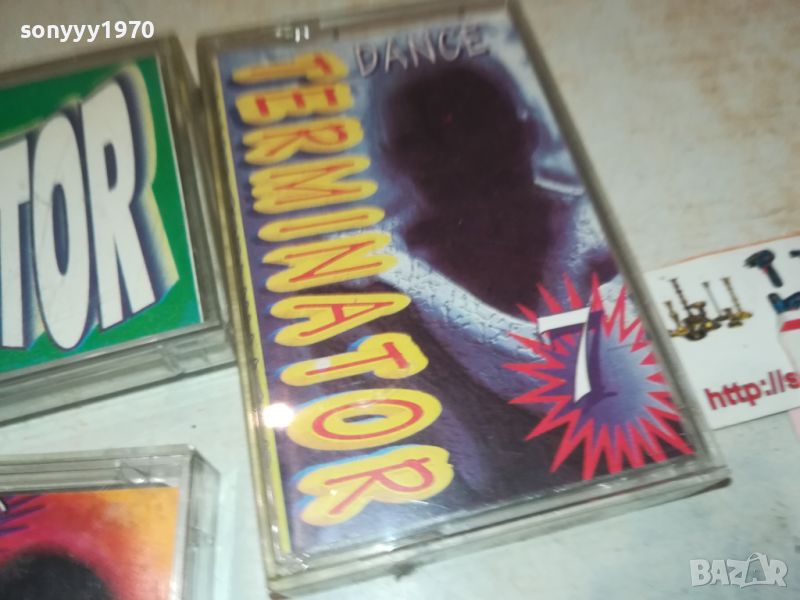 sonyyy1970
DANCE
TERMINATOR
7
TOR
http://s
BAZAR